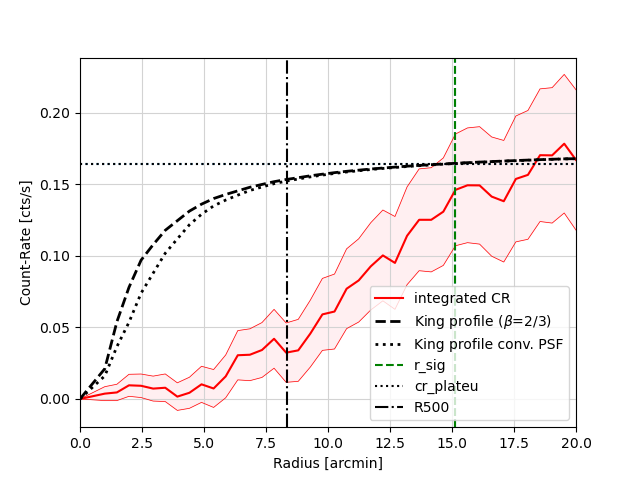 0.20
0.15
0.10
0.05
0.00
Count-Rate [cts/s]
integrated CR
King profile (β=2/3)
King profile conv. PSF
r_sig
cr_plateu
R500
0.0 2.5 5.0 7.5 10.0 12.5 15.0 17.5 20.0
Radius [arcmin]